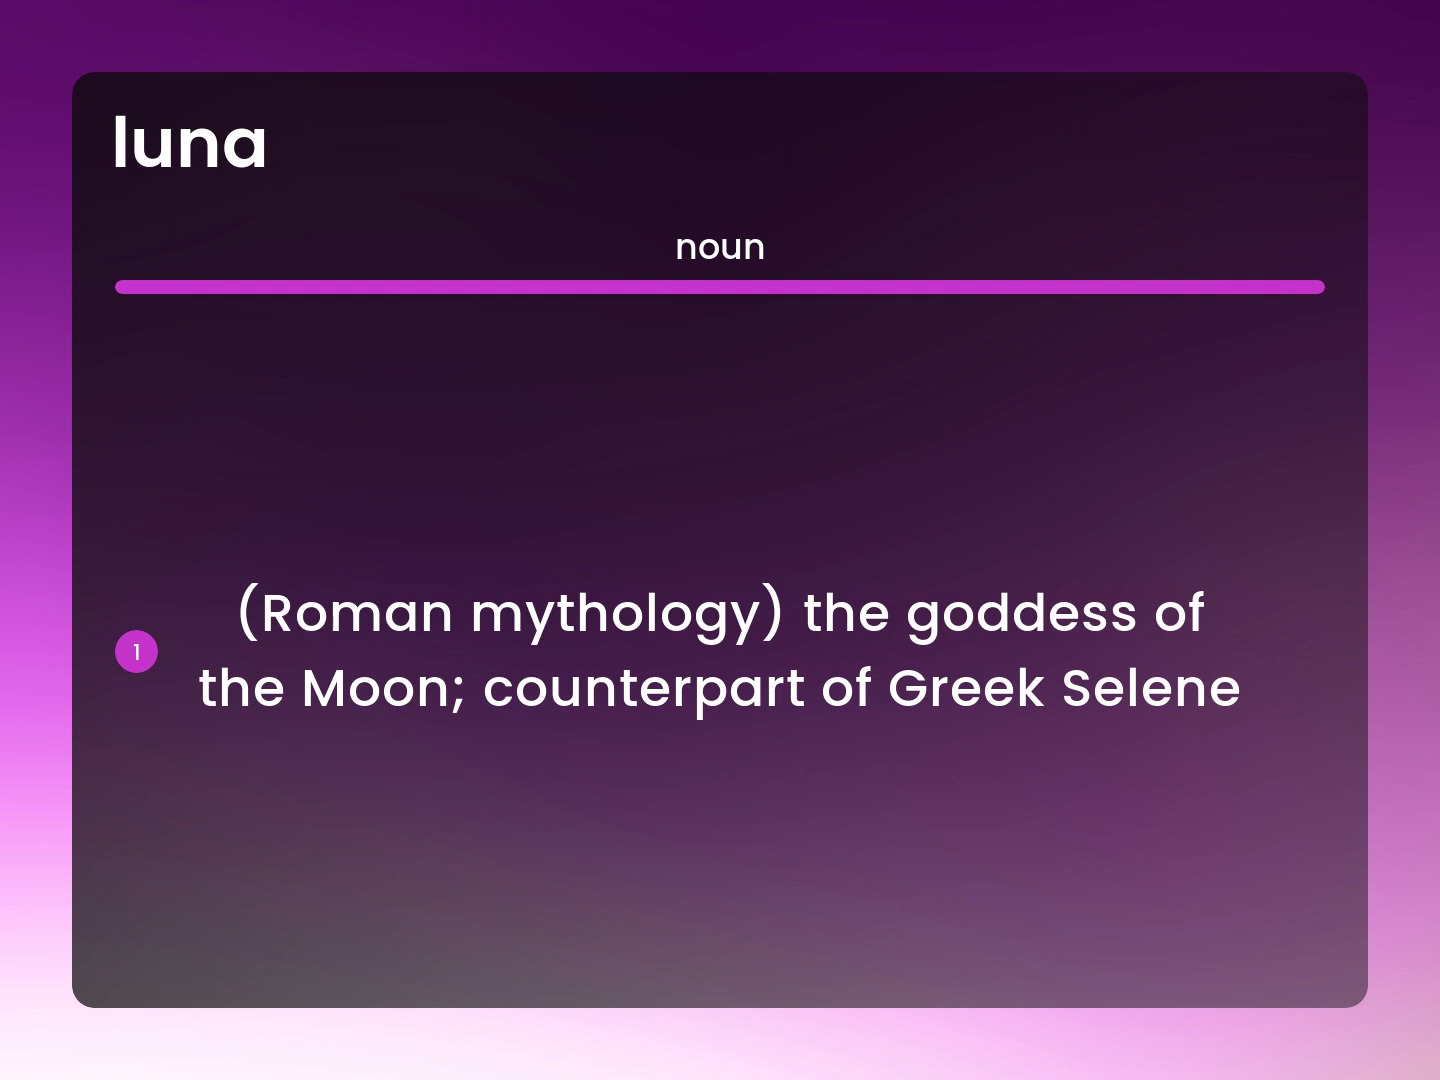 luna
noun
1
(Roman mythology) the goddess of
the Moon; counterpart of Greek Selene